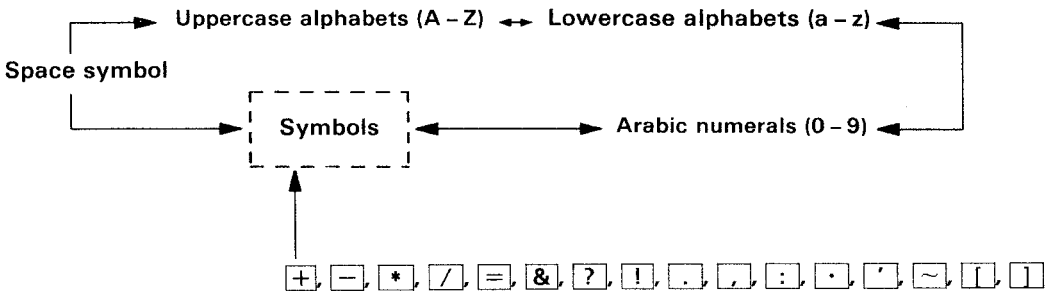 Uppercase alphabets (A – Z) Lowercase alphabets (a – z)
Space symbol
Symbols Arabic numerals (0 – 9)
+, −, *, /, =, &, ?, !, ., ,, :, ·, ′, ~, [, ]